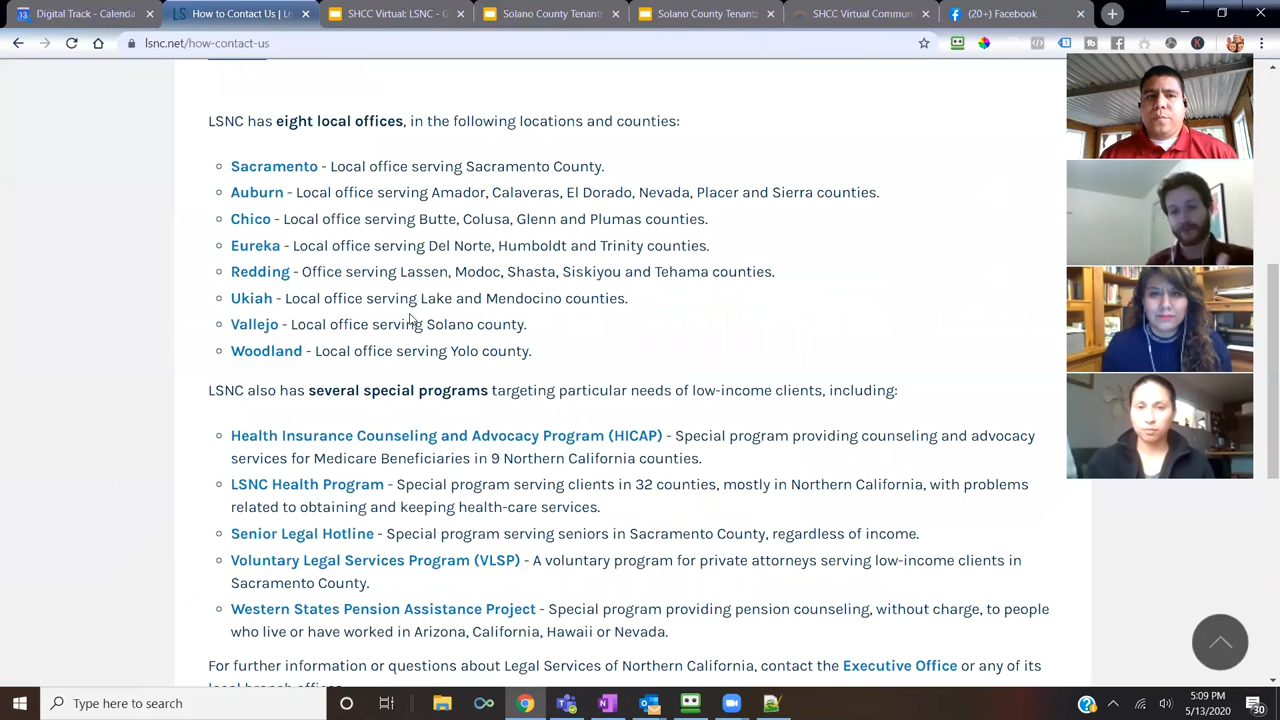 Digital Track - Calenda
How to Contact Us | L
SHCC Virtual: LSNC - G
Solano County Tenants
Solano County Tenants
SHCC Virtual Commun
(20+) Facebook
lsnc.net/how-contact-us
LSNC has eight local offices, in the following locations and counties:
Sacramento - Local office serving Sacramento County.
Auburn - Local office serving Amador, Calaveras, El Dorado, Nevada, Placer and Sierra counties.
Chico - Local office serving Butte, Colusa, Glenn and Plumas counties.
Eureka - Local office serving Del Norte, Humboldt and Trinity counties.
Redding - Office serving Lassen, Modoc, Shasta, Siskiyou and Tehama counties.
Ukiah - Local office serving Lake and Mendocino counties.
Vallejo - Local office serving Solano county.
Woodland - Local office serving Yolo county.
LSNC also has several special programs targeting particular needs of low-income clients, including:
Health Insurance Counseling and Advocacy Program (HICAP) - Special program providing counseling and advocacy
services for Medicare Beneficiaries in 9 Northern California counties.
LSNC Health Program - Special program serving clients in 32 counties, mostly in Northern California, with problems
related to obtaining and keeping health-care services.
Senior Legal Hotline - Special program serving seniors in Sacramento County, regardless of income.
Voluntary Legal Services Program (VLSP) - A voluntary program for private attorneys serving low-income clients in
Sacramento County.
Western States Pension Assistance Project - Special program providing pension counseling, without charge, to people
who live or have worked in Arizona, California, Hawaii or Nevada.
For further information or questions about Legal Services of Northern California, contact the Executive Office or any of its
local branch offices.
Type here to search
5:09 PM
5/13/2020
30